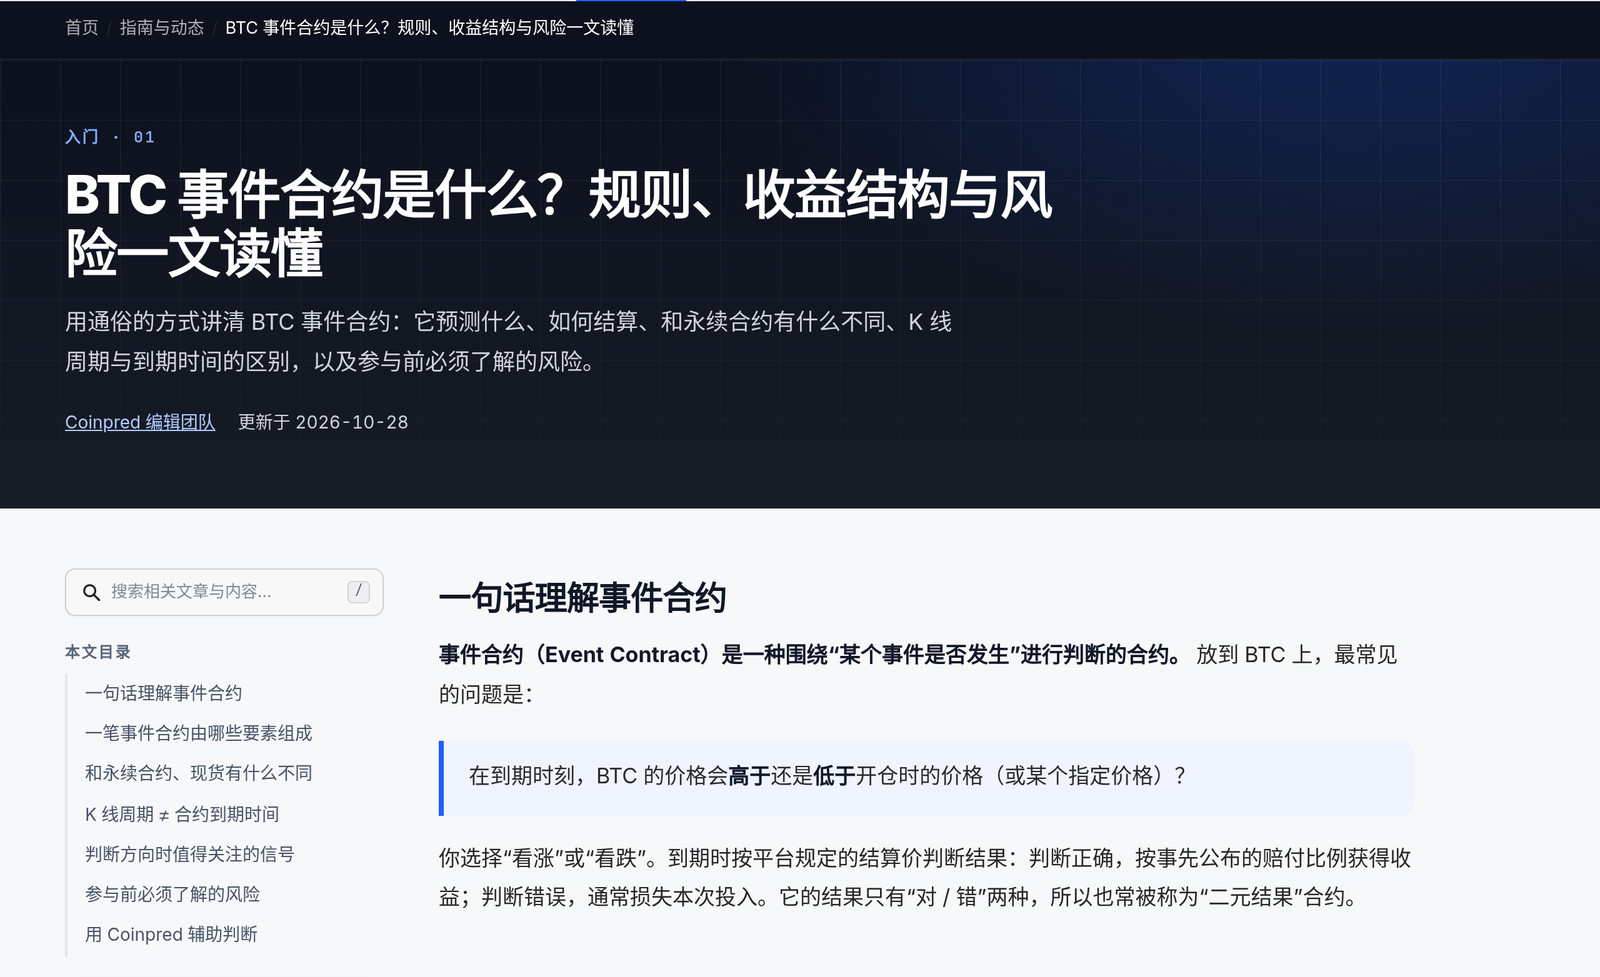 首页 / 指南与动态 / BTC 事件合约是什么？规则、收益结构与风险一文读懂
入门 · 01
BTC 事件合约是什么？规则、收益结构与风
险一文读懂
用通俗的方式讲清 BTC 事件合约：它预测什么、如何结算、和永续合约有什么不同、K 线
周期与到期时间的区别，以及参与前必须了解的风险。
Coinpred 编辑团队 更新于 2026-10-28
搜索相关文章与内容... /
本文目录
一句话理解事件合约
一笔事件合约由哪些要素组成
和永续合约、现货有什么不同
K 线周期 ≠ 合约到期时间
判断方向时值得关注的信号
参与前必须了解的风险
用 Coinpred 辅助判断
一句话理解事件合约
事件合约（Event Contract）是一种围绕“某个事件是否发生”进行判断的合约。 放到 BTC 上，最常见
的问题是：
在到期时刻，BTC 的价格会高于还是低于开仓时的价格（或某个指定价格）？
你选择“看涨”或“看跌”。到期时按平台规定的结算价判断结果：判断正确，按事先公布的赔付比例获得收
益；判断错误，通常损失本次投入。它的结果只有“对 / 错”两种，所以也常被称为“二元结果”合约。